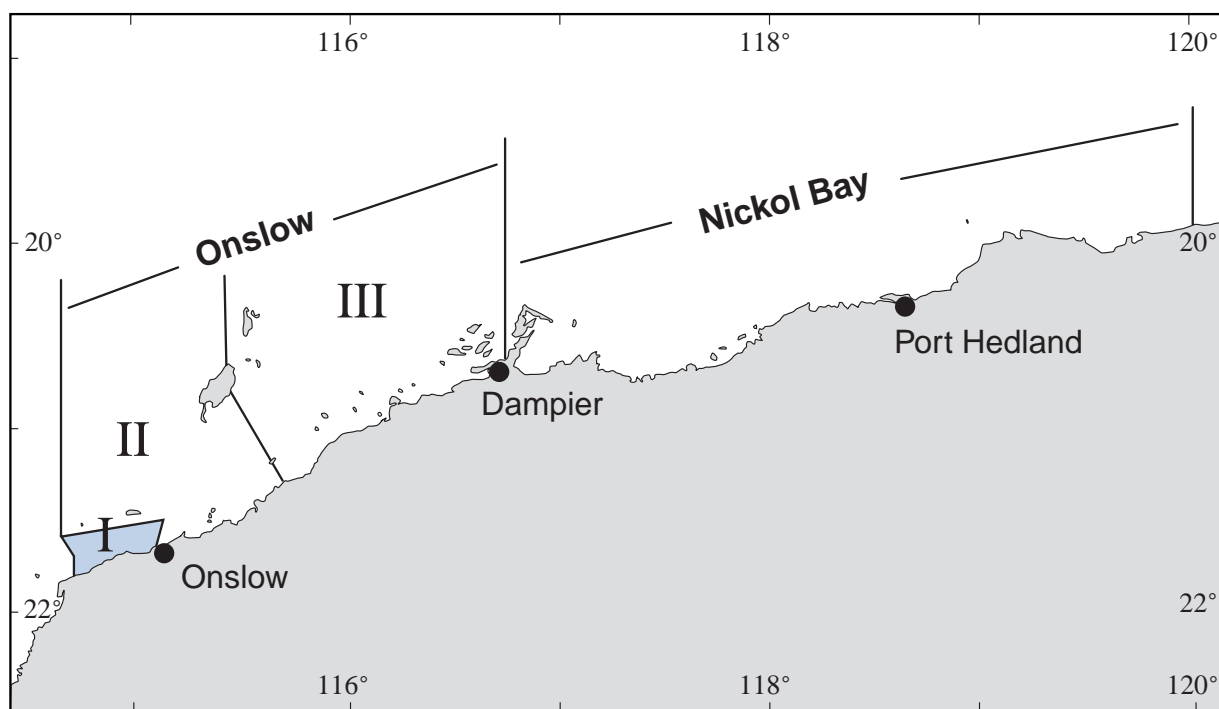 116°
118°
120°
Onslow
Nickol Bay
20°
20°
III
Port Hedland
Dampier
II
I
Onslow
22°
22°
116°
118°
120°